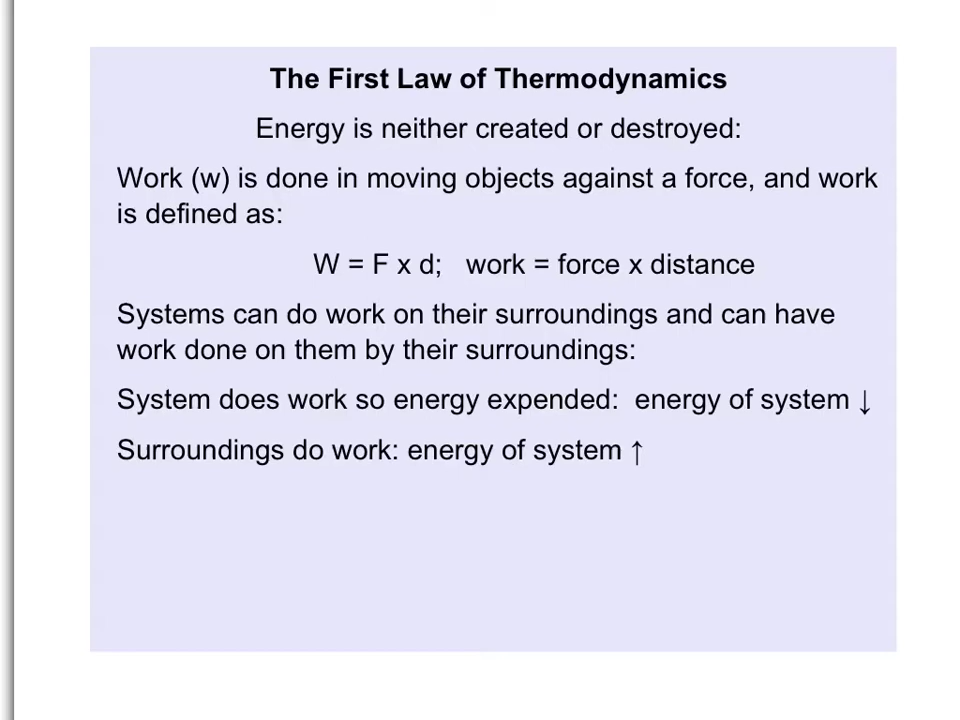 The First Law of Thermodynamics
Energy is neither created or destroyed:
Work (w) is done in moving objects against a force, and work
is defined as:
W = F x d;   work = force x distance
Systems can do work on their surroundings and can have
work done on them by their surroundings:
System does work so energy expended:  energy of system ↓
Surroundings do work: energy of system ↑